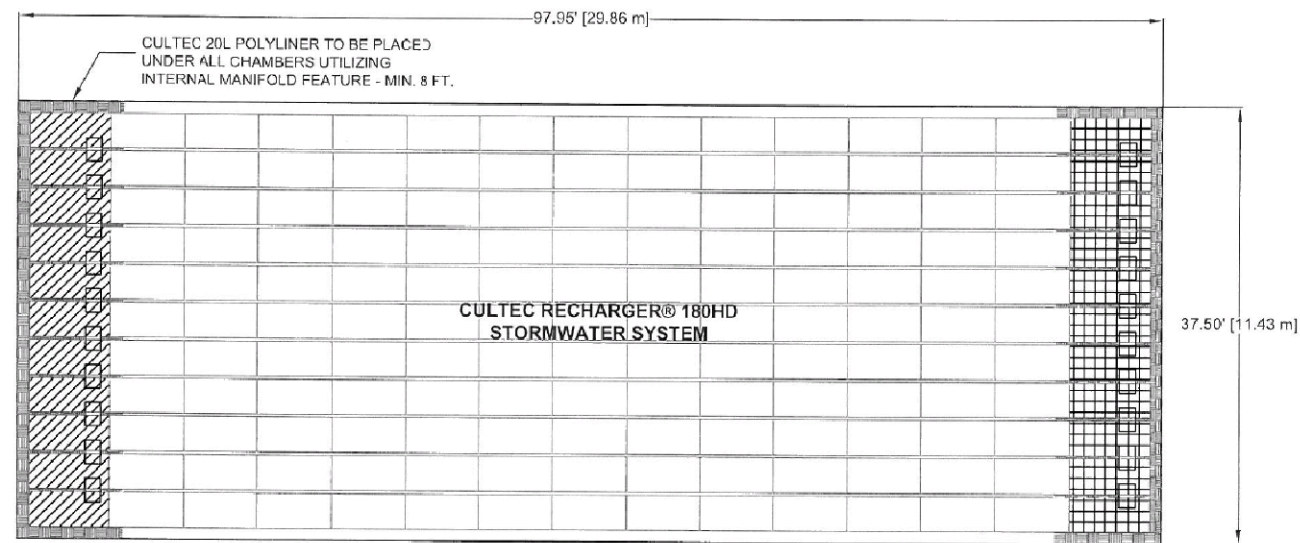 97.95' [29.86 m]
CULTEC 20L POLYLINER TO BE PLACED
UNDER ALL CHAMBERS UTILIZING
INTERNAL MANIFOLD FEATURE - MIN. 8 FT.
CULTEC RECHARGER® 180HD
STORMWATER SYSTEM
37.50' [11.43 m]